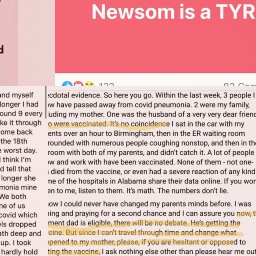 Newsom is a TYR
d
132
and myself
longer I had
ound 9 every
ke it through
ome back
the 18th
e worst day.
think I'm
d tell that
longer she
monia mine
We both
ne of us
covid which
els dropped
ath deep and
up. I took
hardly hold
ecdotal evidence. So here you go. Within the last week, 3 people I
ow have passed away from covid pneumonia. 2 were my family,
uding my mother. One was the husband of a very very dear friend
o were vaccinated. It's no coincidence I sat in the car with my
ents over an hour to Birmingham, then in the ER waiting room
rounded with numerous people coughing nonstop, and then in th
room with both of my parents, and didn't catch it. A lot of people
ow and work with have been vaccinated. None of them - not one-
died from the vaccine, or even had a severe reaction of any kind
me of the hospitals in Alabama share their data online. If you won
en to me, listen to them. It's math. The numbers don't lie.
ow I could never have changed my parents minds before. I was
ing and praying for a second chance and I can assure you now, t
ment dad is eligible, there will be no debate. He's getting the
cine. But since I can't travel through time and change what
pened to my mother, please, if you are hesitant or opposed to
ting the vaccine, I ask nothing else other than please hear me out